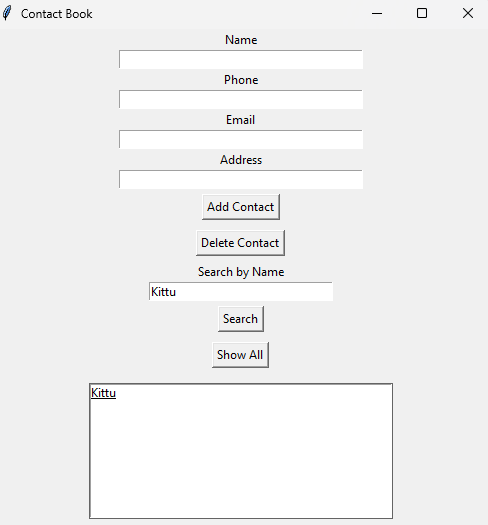 Contact Book
Name
Phone
Email
Address
Add Contact
Delete Contact
Search by Name
Kittu
Search
Show All
Kittu